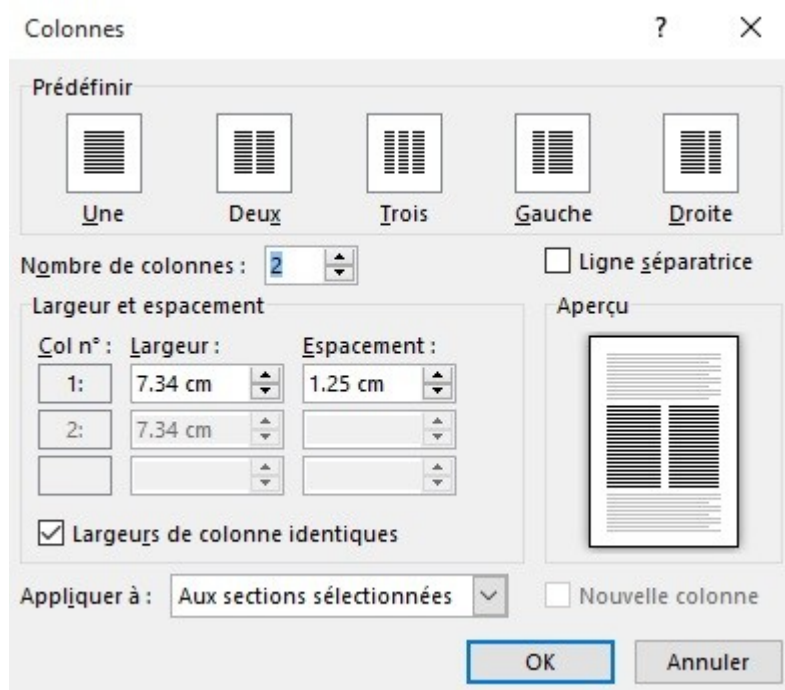 Colonnes
Prédéfinir
Une Deux Trois Gauche Droite
Nombre de colonnes : 2
Ligne séparatrice
Largeur et espacement
Aperçu
Col n° : Largeur : Espacement :
1: 7.34 cm 1.25 cm
2: 7.34 cm
Largeurs de colonne identiques
Appliquer à : Aux sections sélectionnées
Nouvelle colonne
OK Annuler